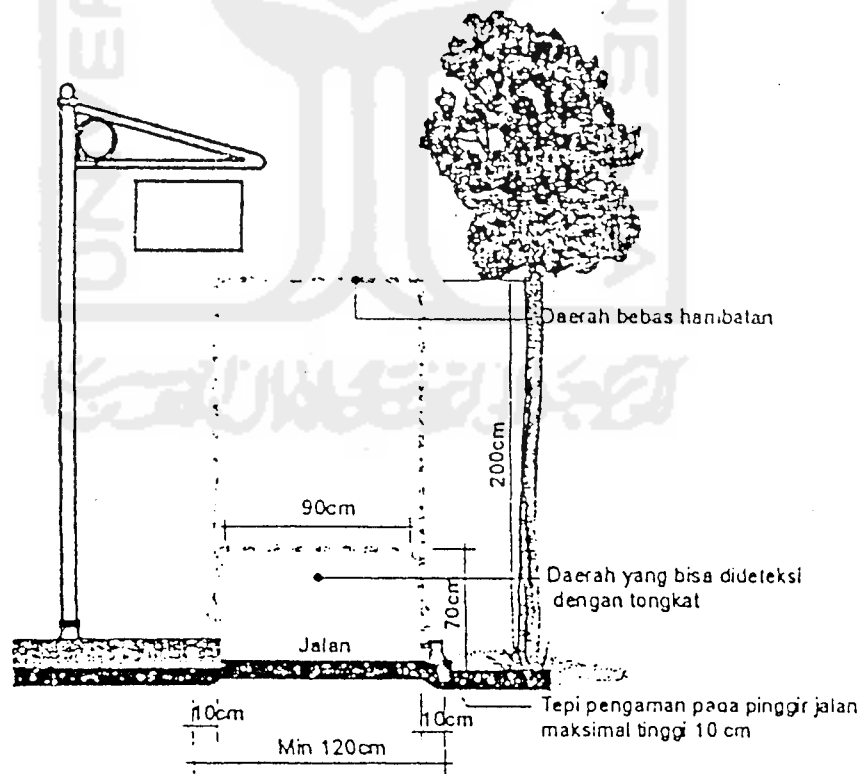 Daerah bebas hambatan
200cm
90cm
Daerah yang bisa dideteksi
dengan tongkat
70cm
Jalan
Tepi pengaman pada pinggir jalan
maksimal tinggi 10 cm
10cm
10cm
Min 120cm